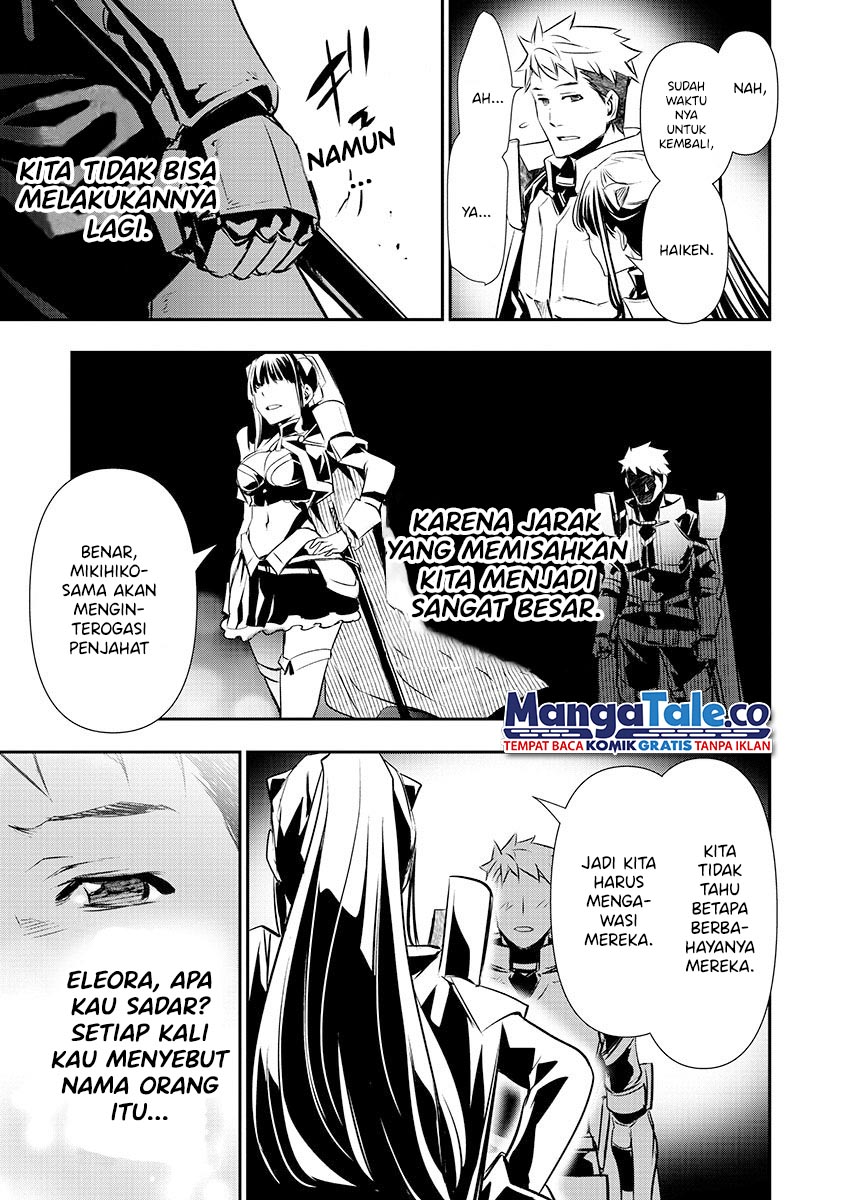 NAH,
SUDAH
WAKTU
NYA
UNTUK
KEMBALI,
HAIKEN.
AH...
YA...
NAMUN
KITA TIDAK BISA
MELAKUKANNYA
LAGI.
KARENA JARAK
YANG MEMISAHKAN
KITA MENJADI
SANGAT BESAR.
BENAR,
MIKIHIKO-
SAMA AKAN
MENGIN-
TEROGASI
PENJAHAT
MangaTale.co
TEMPAT BACA KOMIK GRATIS TANPA IKLAN
KITA
TIDAK
TAHU
BETAPA
BERBA-
HAYANYA
MEREKA.
JADI KITA
HARUS
MENGA-
WASI
MEREKA.
ELEORA, APA
KAU SADAR?
SETIAP KALI
KAU MENYEBUT
NAMA ORANG
ITU...